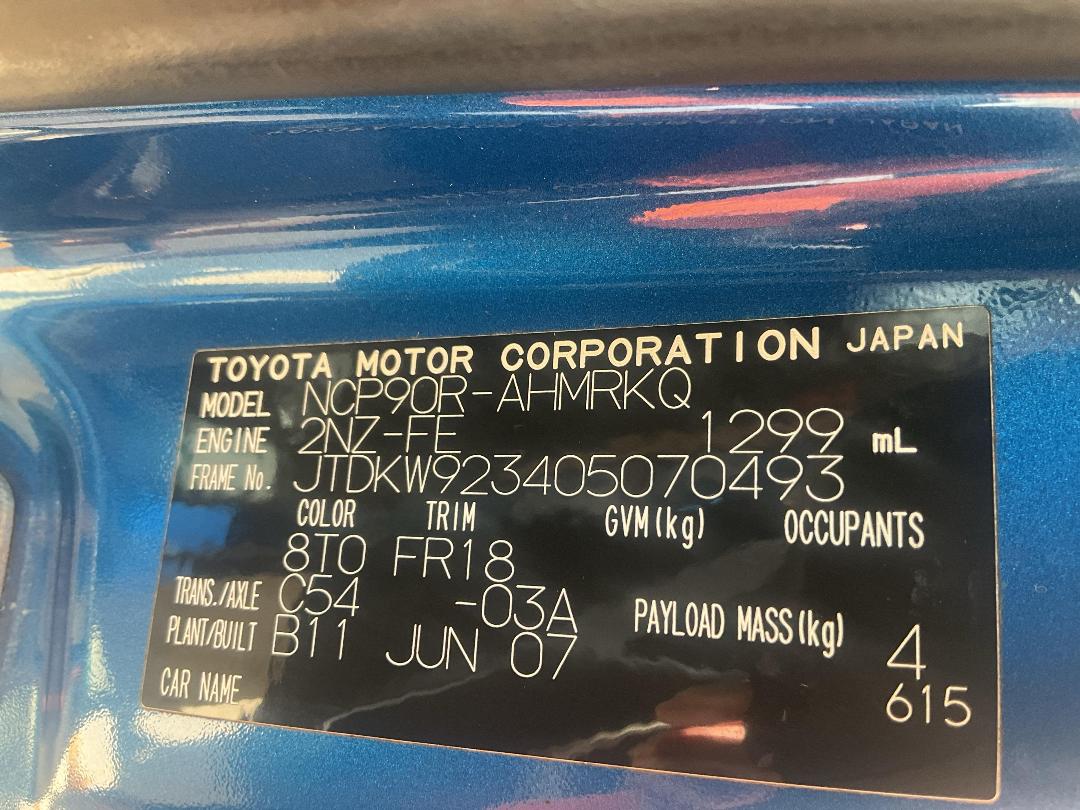 TOYOTA MOTOR CORPORATION JAPAN
MODEL NCP90R-AHMRKQ
ENGINE 2NZ-FE 1299 mL
FRAME No. JTDKW923405070493
COLOR TRIM GVM(kg) OCCUPANTS
8T0 FR18
TRANS./AXLE C54 -03A PAYLOAD MASS(kg) 4
PLANT/BUILT B11 JUN 07 615
CAR NAME